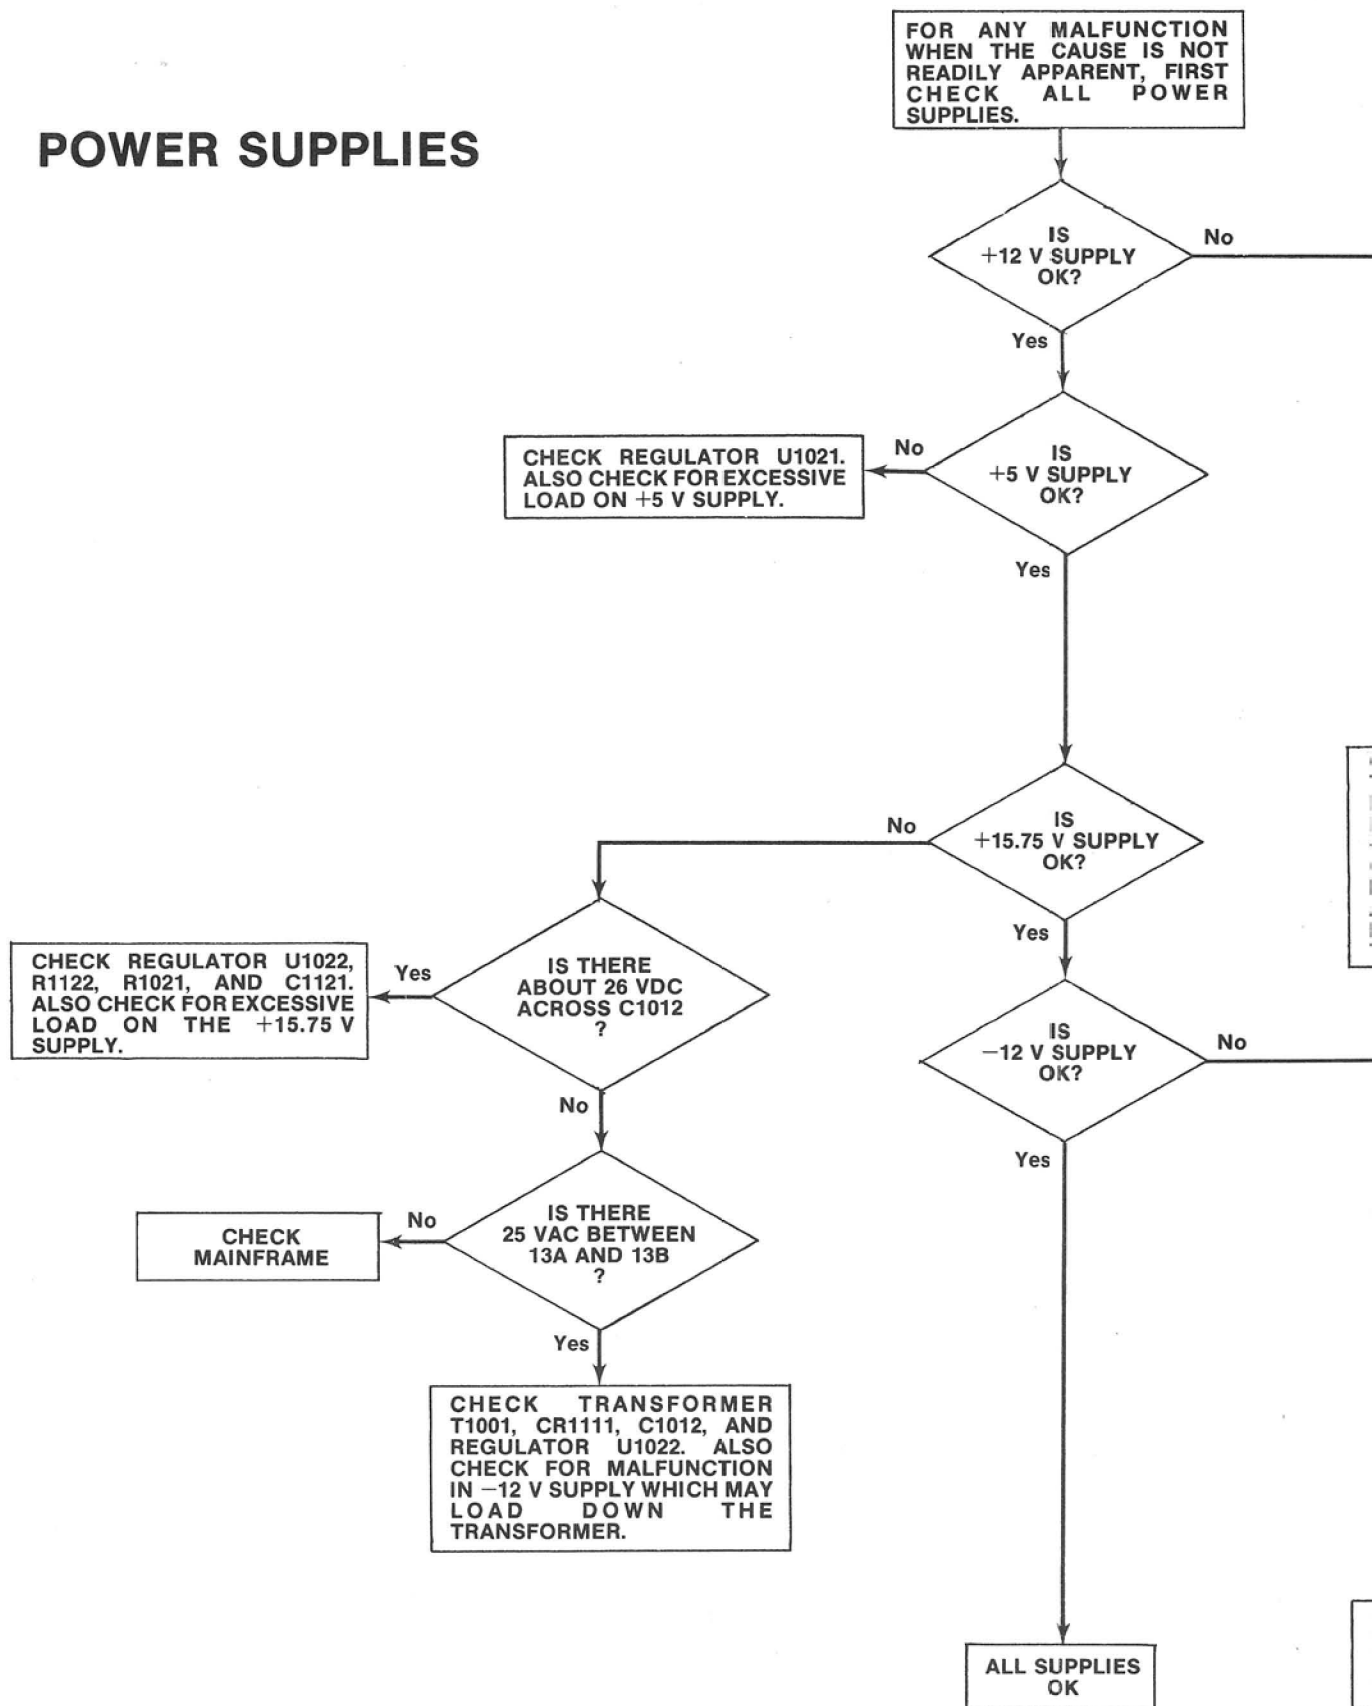 POWER SUPPLIES
FOR ANY MALFUNCTION
WHEN THE CAUSE IS NOT
READILY APPARENT, FIRST
CHECK ALL POWER
SUPPLIES.
IS
+12 V SUPPLY
OK?
No
Yes
IS
+5 V SUPPLY
OK?
No
CHECK REGULATOR U1021.
ALSO CHECK FOR EXCESSIVE
LOAD ON +5 V SUPPLY.
Yes
IS
+15.75 V SUPPLY
OK?
No
Yes
IS THERE
ABOUT 26 VDC
ACROSS C1012
?
Yes
CHECK REGULATOR U1022,
R1122, R1021, AND C1121.
ALSO CHECK FOR EXCESSIVE
LOAD ON THE +15.75 V
SUPPLY.
No
IS THERE
25 VAC BETWEEN
13A AND 13B
?
No
CHECK
MAINFRAME
Yes
CHECK TRANSFORMER
T1001, CR1111, C1012, AND
REGULATOR U1022. ALSO
CHECK FOR MALFUNCTION
IN −12 V SUPPLY WHICH MAY
LOAD DOWN THE
TRANSFORMER.
IS
−12 V SUPPLY
OK?
No
Yes
ALL SUPPLIES
OK